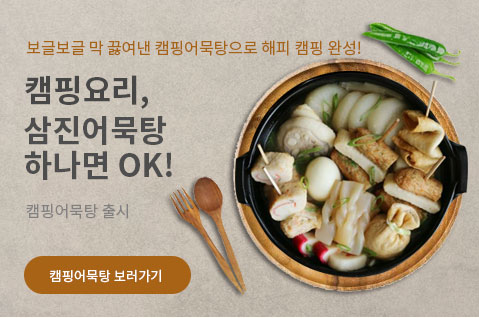 보글보글 막 끓여낸 캠핑어묵탕으로 해피 캠핑 완성!
캠핑요리,
삼진어묵탕
하나면 OK!
캠핑어묵탕 출시
캠핑어묵탕 보러가기